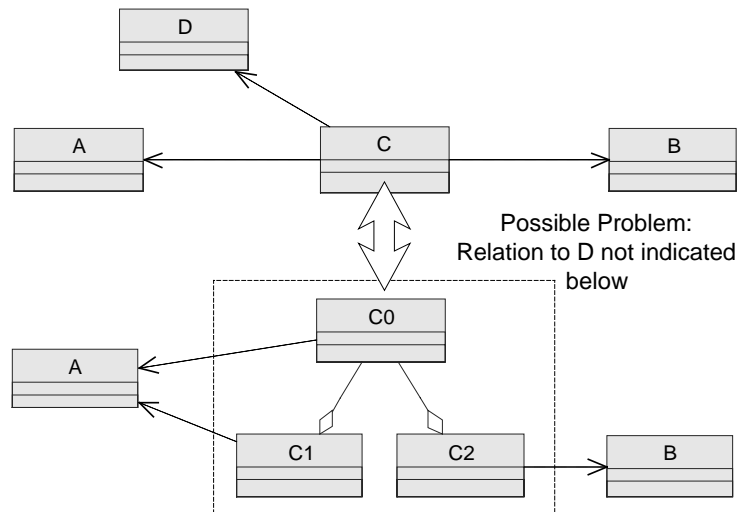 D
A
C
B
Possible Problem:
Relation to D not indicated
below
C0
A
C1
C2
B